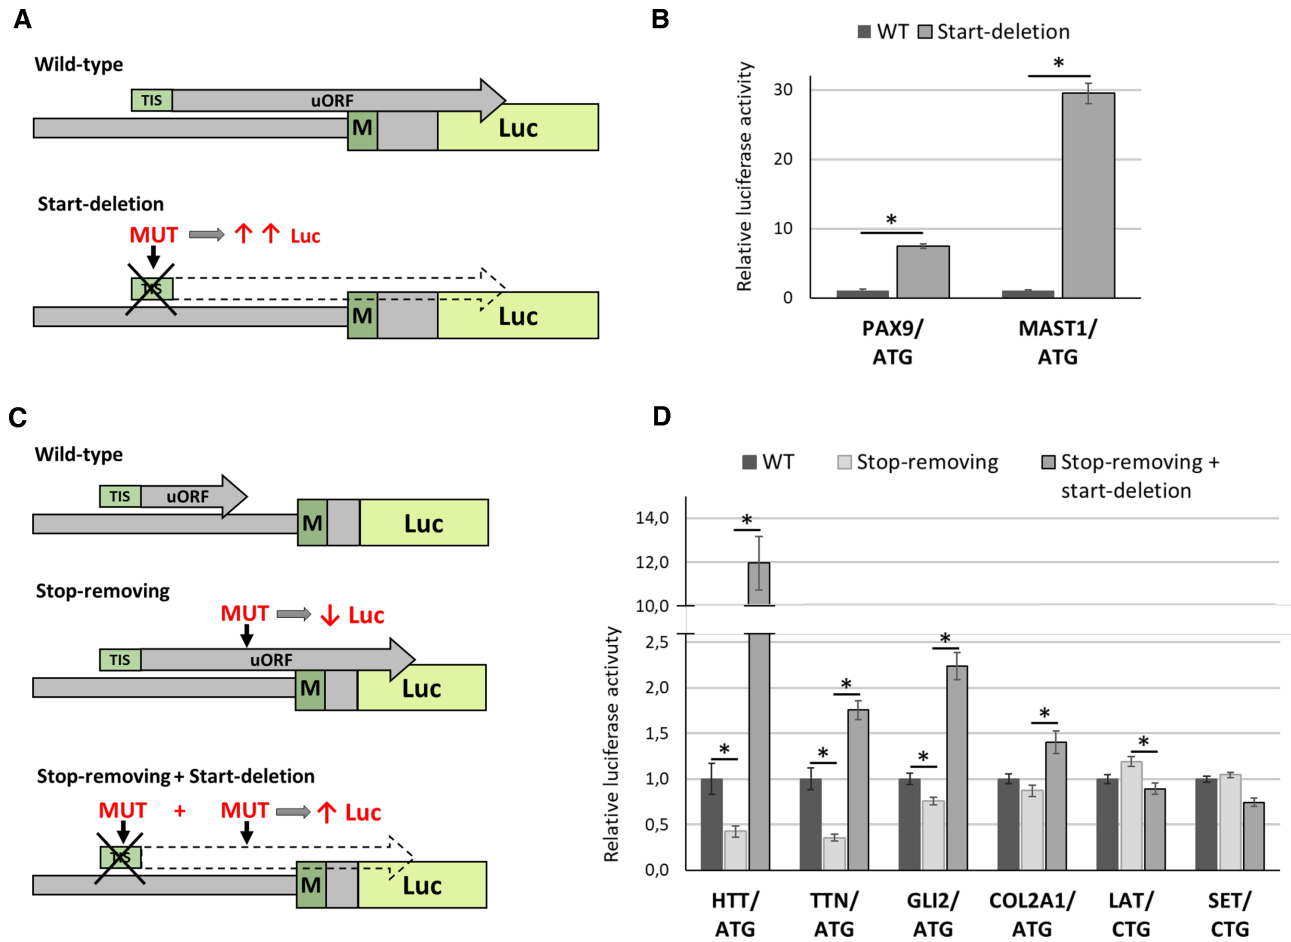 A
Wild-type
TIS
uORF
M
Luc
Start-deletion
MUT ↑ ↑ Luc
TIS
M
Luc
B
WT Start-deletion
Relative luciferase activity
30
20
10
0
*
*
PAX9/
ATG
MAST1/
ATG
C
Wild-type
TIS
uORF
M
Luc
Stop-removing
MUT ↓ Luc
TIS
uORF
M
Luc
Stop-removing + Start-deletion
MUT + MUT ↑ Luc
TIS
M
Luc
D
WT Stop-removing Stop-removing +
start-deletion
Relative luciferase activuty
14,0
12,0
10,0
2,5
2,0
1,5
1,0
0,5
0,0
*
*
*
*
*
*
*
*
HTT/
ATG
TTN/
ATG
GLI2/
ATG
COL2A1/
ATG
LAT/
CTG
SET/
CTG